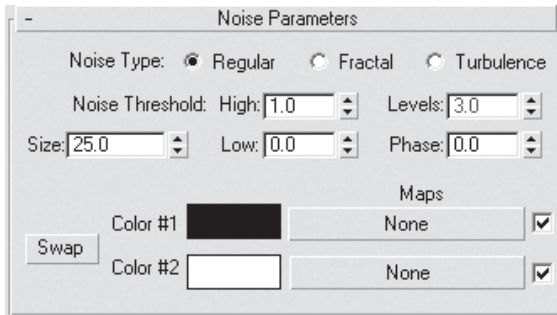 - Noise Parameters
Noise Type: Regular Fractal Turbulence
Noise Threshold: High: 1.0 Levels: 3.0
Size: 25.0 Low: 0.0 Phase: 0.0
Maps
Color #1 None
Swap
Color #2 None